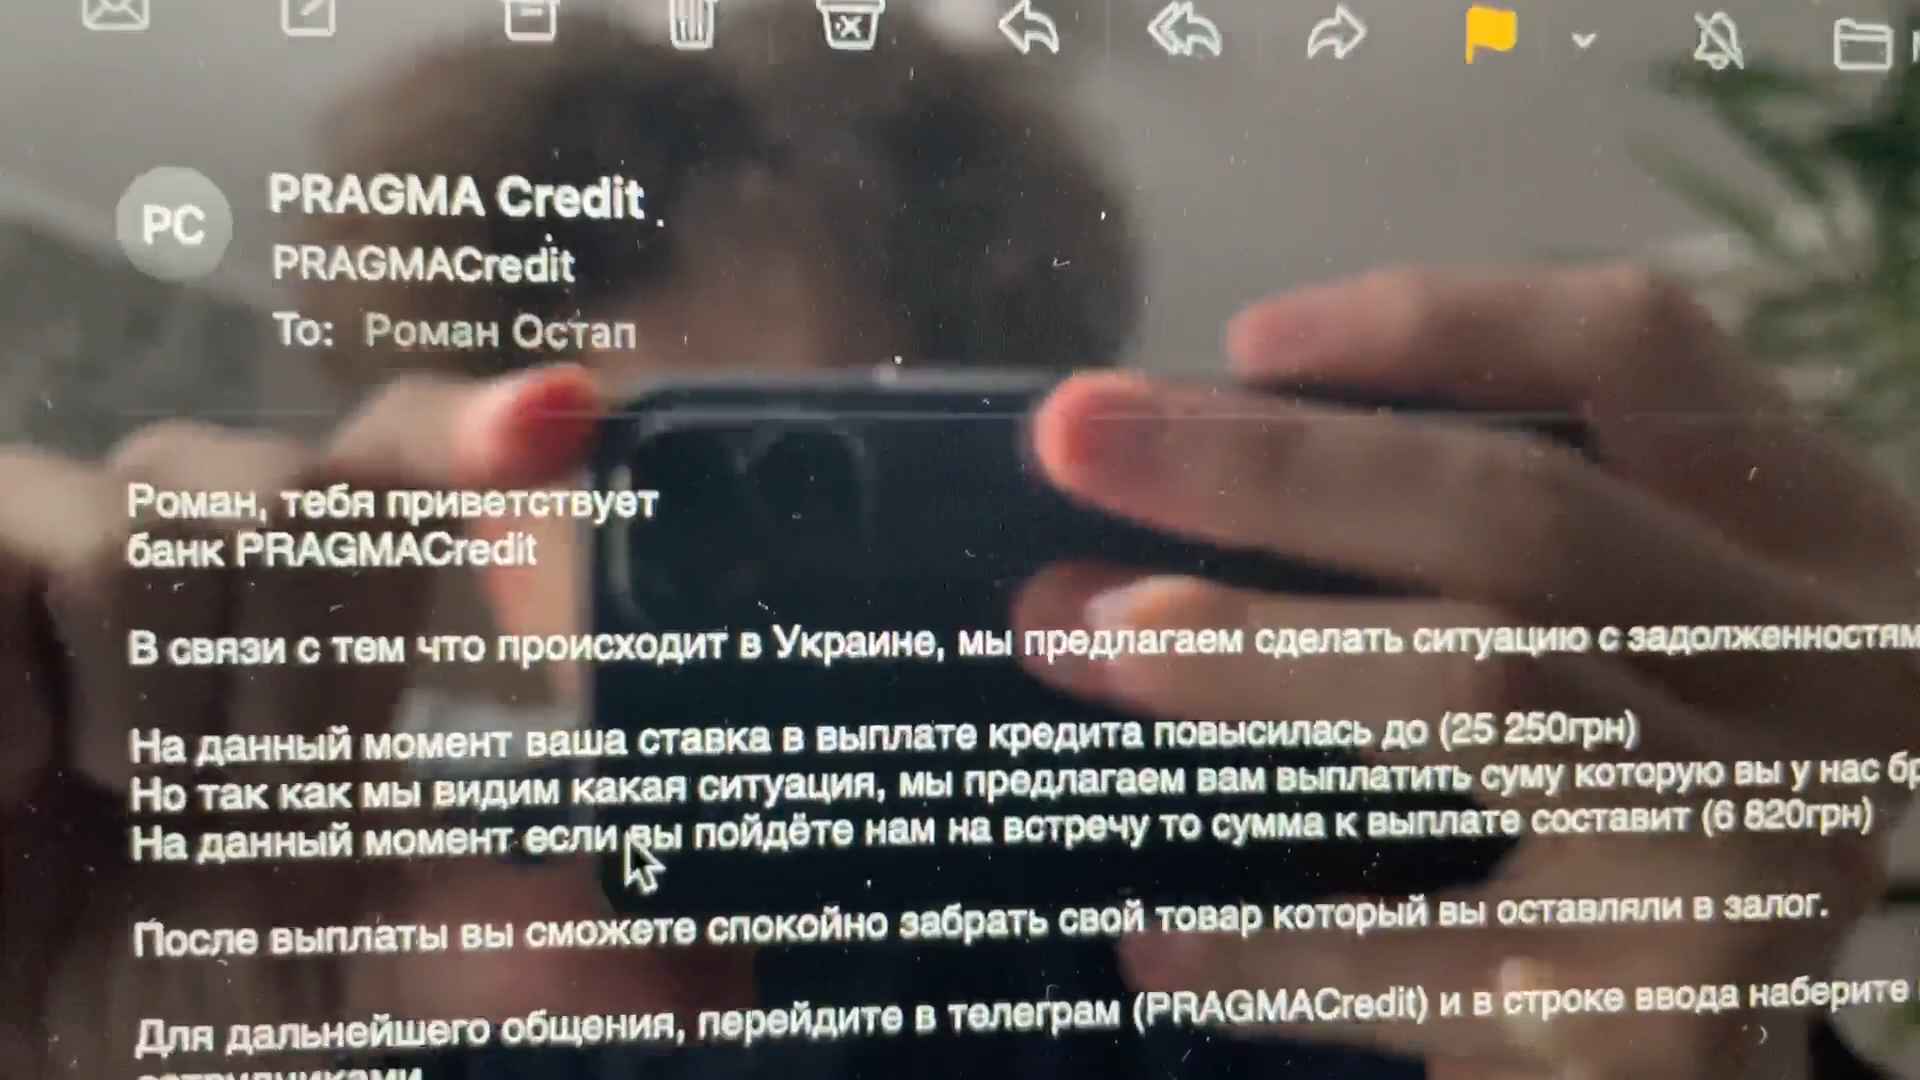 PC
PRAGMA Credit
PRAGMACredit
To: Роман Остап
Роман, тебя приветствует
банк PRAGMACredit
В связи с тем что происходит в Украине, мы предлагаем сделать ситуацию с задолженностям
На данный момент ваша ставка в выплате кредита повысилась до (25 250грн)
Но так как мы видим какая ситуация, мы предлагаем вам выплатить суму которую вы у нас бр
На данный момент если вы пойдёте нам на встречу то сумма к выплате составит (6 820грн)
После выплаты вы сможете спокойно забрать свой товар который вы оставляли в залог.
Для дальнейшего общения, перейдите в телеграм (PRAGMACredit) и в строке ввода наберите
сотрудниками